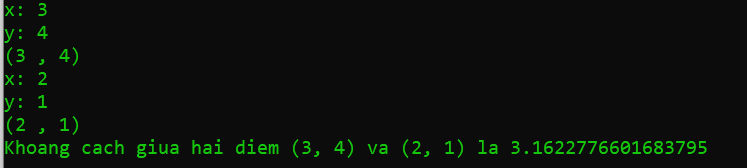 x: 3
y: 4
(3 , 4)
x: 2
y: 1
(2 , 1)
Khoang cach giua hai diem (3, 4) va (2, 1) la 3.1622776601683795